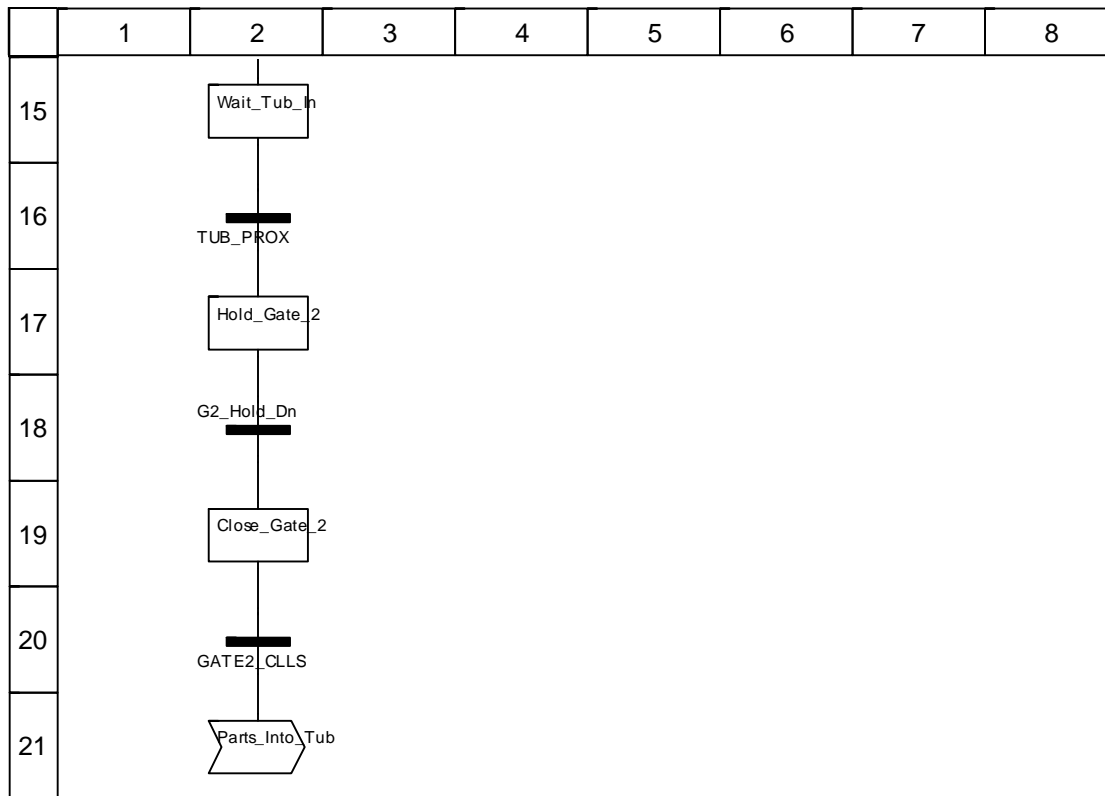 1 2 3 4 5 6 7 8
15
Wait_Tub_In
16
TUB_PROX
17
Hold_Gate_2
G2_Hold_Dn
18
Close_Gate_2
19
20
GATE2_CLLS
Parts_Into_Tub
21